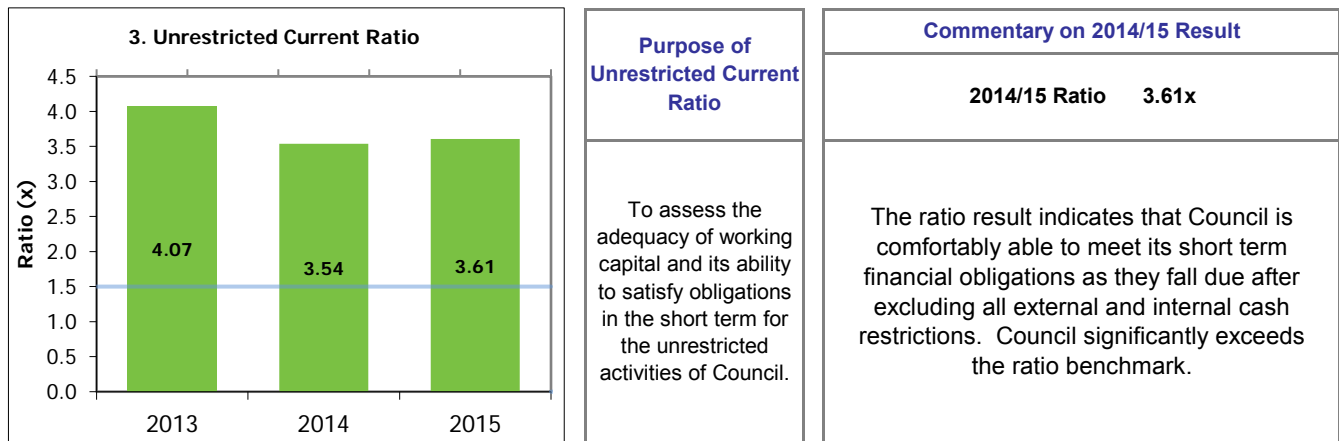 3. Unrestricted Current Ratio
Ratio (x)
4.5
4.0
3.5
3.0
2.5
2.0
1.5
1.0
0.5
0.0
4.07
3.54
3.61
2013
2014
2015
Purpose of
Unrestricted Current
Ratio
To assess the
adequacy of working
capital and its ability
to satisfy obligations
in the short term for
the unrestricted
activities of Council.
Commentary on 2014/15 Result
2014/15 Ratio 3.61x
The ratio result indicates that Council is
comfortably able to meet its short term
financial obligations as they fall due after
excluding all external and internal cash
restrictions. Council significantly exceeds
the ratio benchmark.